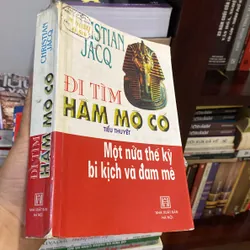 CHRISTIAN
JACQ
ĐI TÌM
HẦM MỘ CỔ
TIỂU THUYẾT
Một nửa thế kỷ
bi kịch và đam mê
CHRISTIAN
JACQ
ĐI TÌM
HẦM MỘ CỔ